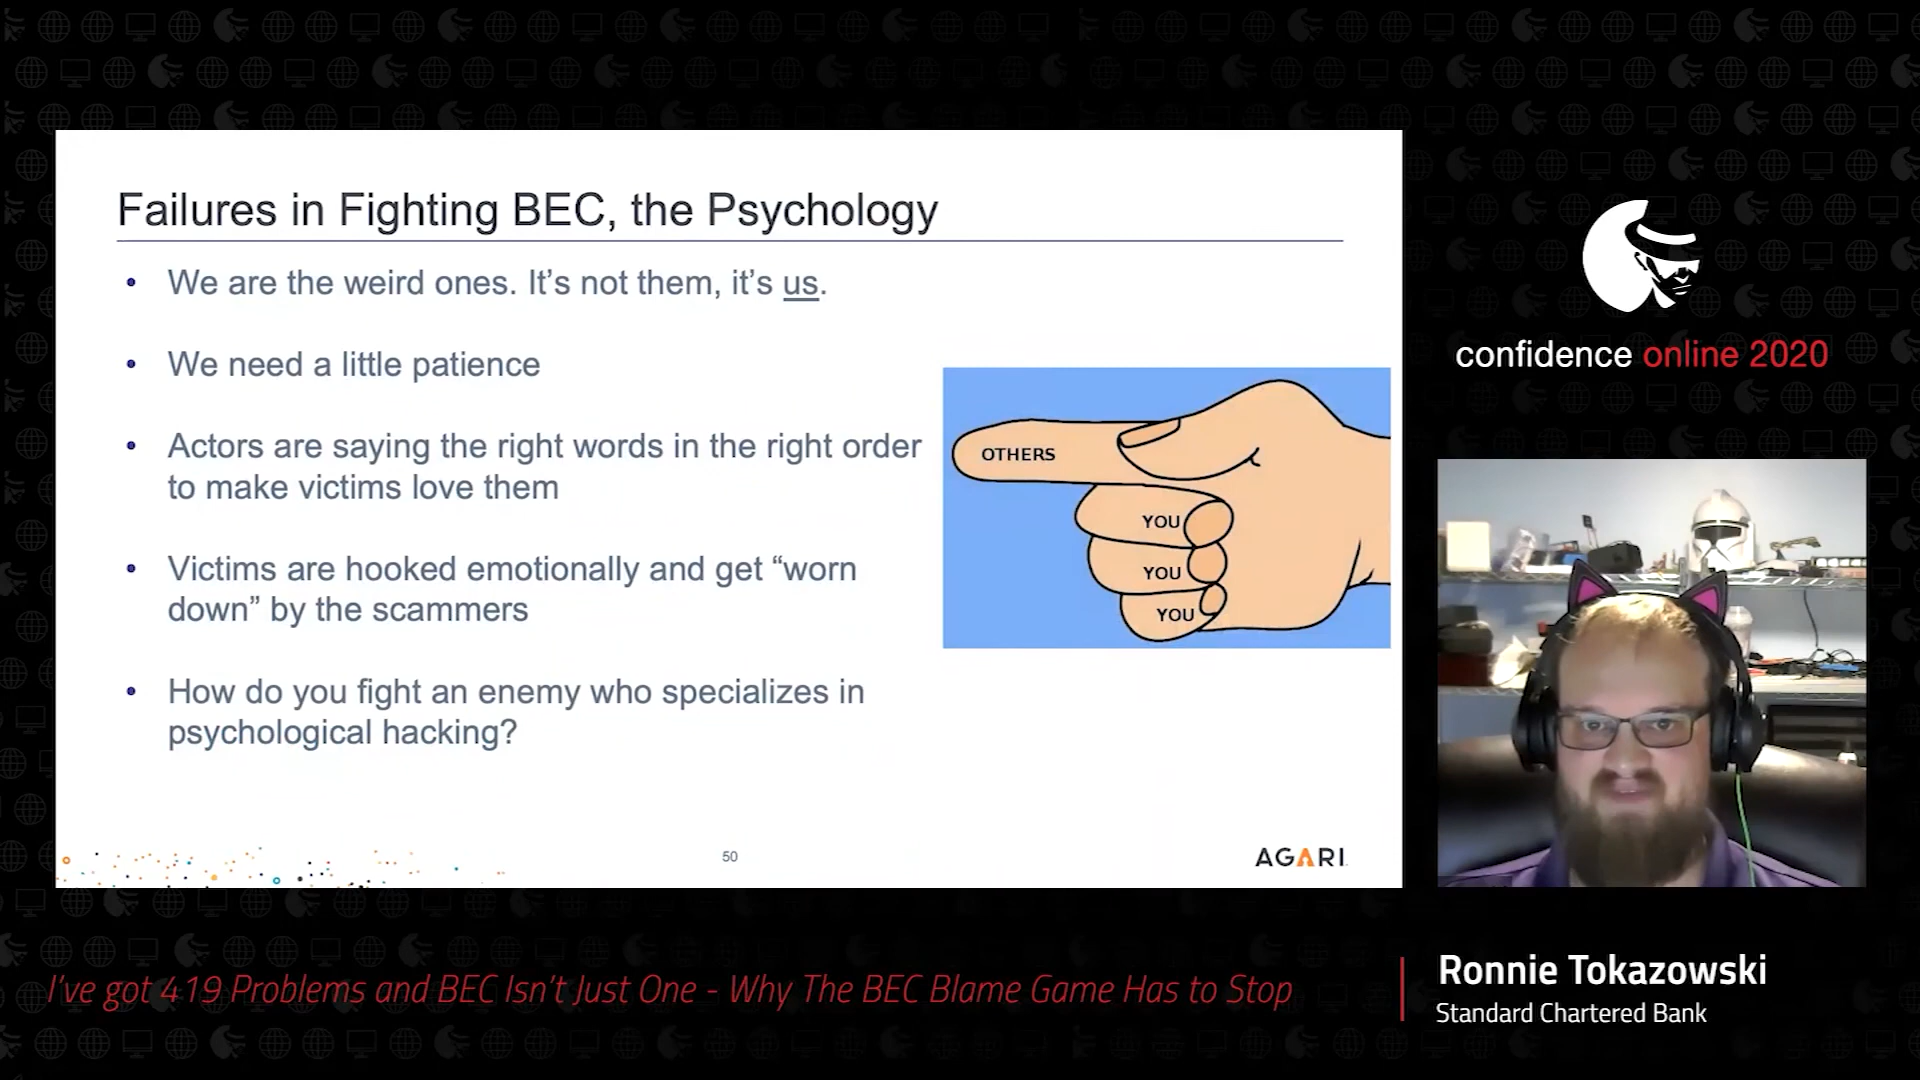 Failures in Fighting BEC, the Psychology
• We are the weird ones. It’s not them, it’s us.
• We need a little patience
• Actors are saying the right words in the right order
to make victims love them
• Victims are hooked emotionally and get “worn
down” by the scammers
• How do you fight an enemy who specializes in
psychological hacking?
OTHERS
YOU
YOU
YOU
50
AGARI
confidence online 2020
I've got 419 Problems and BEC Isn't Just One - Why The BEC Blame Game Has to Stop
Ronnie Tokazowski
Standard Chartered Bank